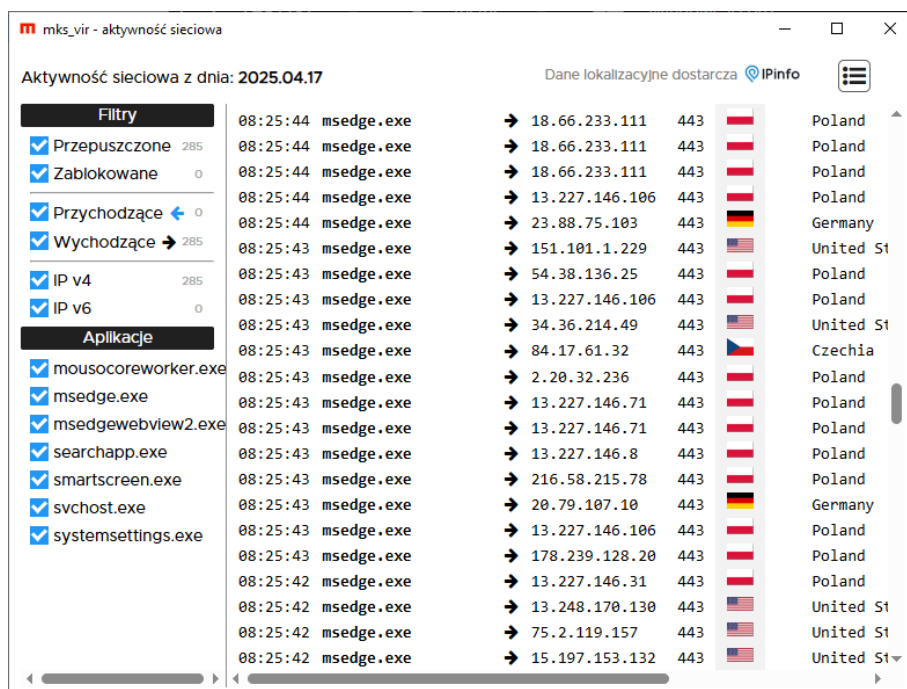 mks_vir - aktywność sieciowa
Aktywność sieciowa z dnia: 2025.04.17
Dane lokalizacyjne dostarcza IPinfo
Filtry
Przepuszczone 285
Zablokowane 0
Przychodzące ← 0
Wychodzące → 285
IP v4 285
IP v6 0
Aplikacje
mousocoreworker.exe
msedge.exe
msedgewebview2.exe
searchapp.exe
smartscreen.exe
svchost.exe
systemsettings.exe
08:25:44 msedge.exe → 18.66.233.111 443 Poland
08:25:44 msedge.exe → 18.66.233.111 443 Poland
08:25:44 msedge.exe → 18.66.233.111 443 Poland
08:25:44 msedge.exe → 13.227.146.106 443 Poland
08:25:44 msedge.exe → 23.88.75.103 443 Germany
08:25:43 msedge.exe → 151.101.1.229 443 United St
08:25:43 msedge.exe → 54.38.136.25 443 Poland
08:25:43 msedge.exe → 13.227.146.106 443 Poland
08:25:43 msedge.exe → 34.36.214.49 443 United St
08:25:43 msedge.exe → 84.17.61.32 443 Czechia
08:25:43 msedge.exe → 2.20.32.236 443 Poland
08:25:43 msedge.exe → 13.227.146.71 443 Poland
08:25:43 msedge.exe → 13.227.146.71 443 Poland
08:25:43 msedge.exe → 13.227.146.8 443 Poland
08:25:43 msedge.exe → 216.58.215.78 443 Poland
08:25:43 msedge.exe → 20.79.107.10 443 Germany
08:25:43 msedge.exe → 13.227.146.106 443 Poland
08:25:43 msedge.exe → 178.239.128.20 443 Poland
08:25:42 msedge.exe → 13.227.146.31 443 Poland
08:25:42 msedge.exe → 13.248.170.130 443 United St
08:25:42 msedge.exe → 75.2.119.157 443 United St
08:25:42 msedge.exe → 15.197.153.132 443 United St